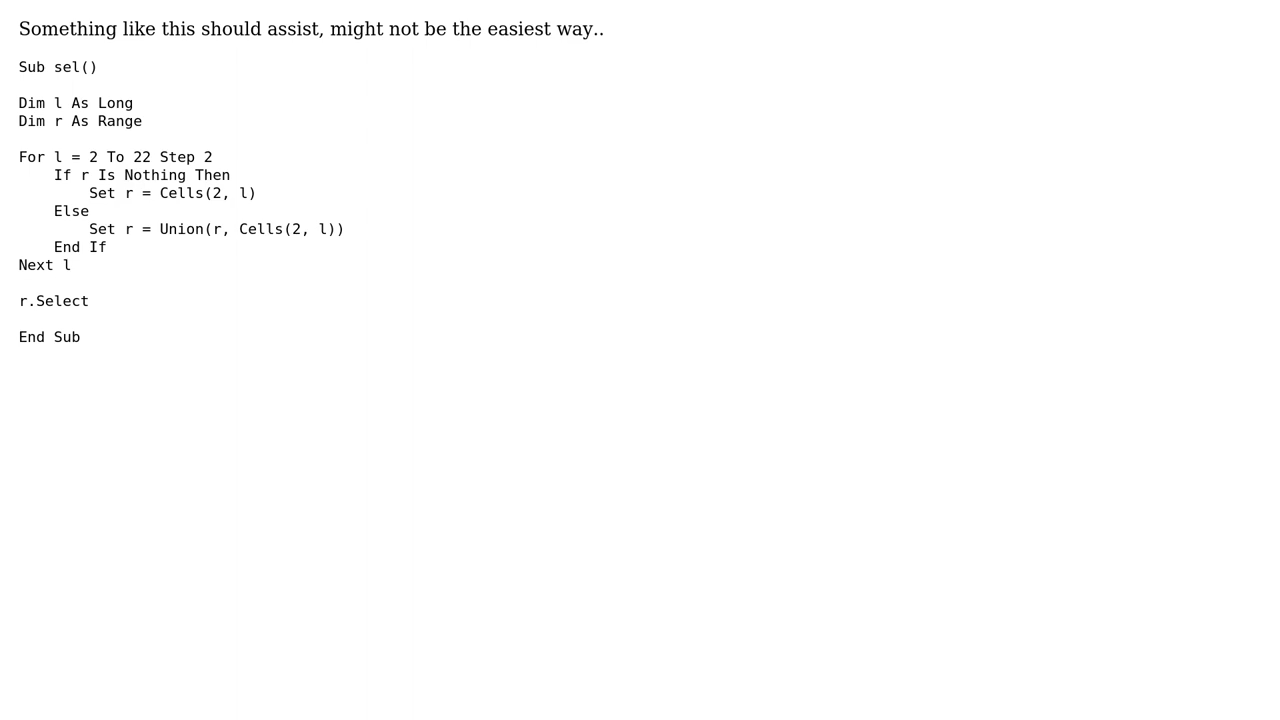 Something like this should assist, might not be the easiest way..
Sub sel()
Dim l As Long
Dim r As Range
For l = 2 To 22 Step 2
    If r Is Nothing Then
        Set r = Cells(2, l)
    Else
        Set r = Union(r, Cells(2, l))
    End If
Next l
r.Select
End Sub